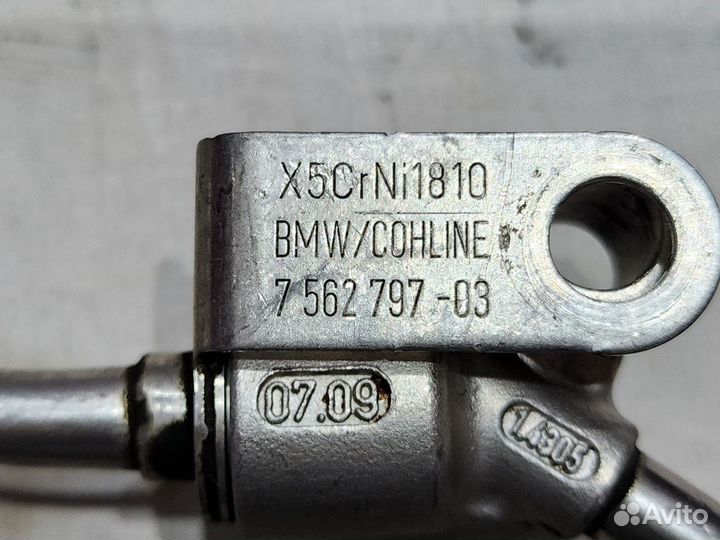 X5CrNi1810
BMW/COHLINE
7 562 797-03
07.09
1.4305
Avito